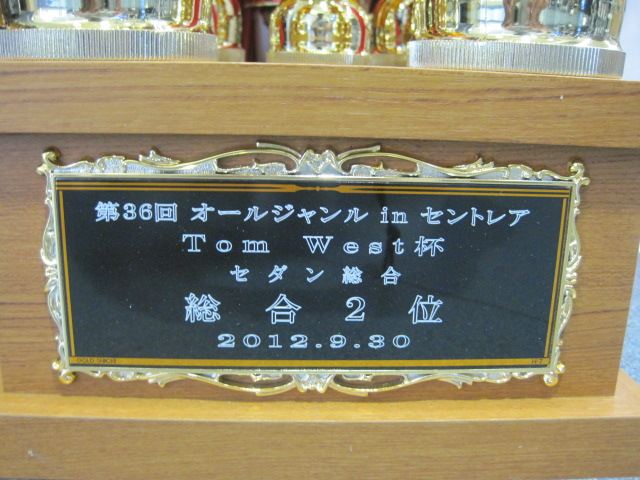 第36回 オールジャンル in セントレア
Tom West杯
セダン総合
総合2位
2012.9.30